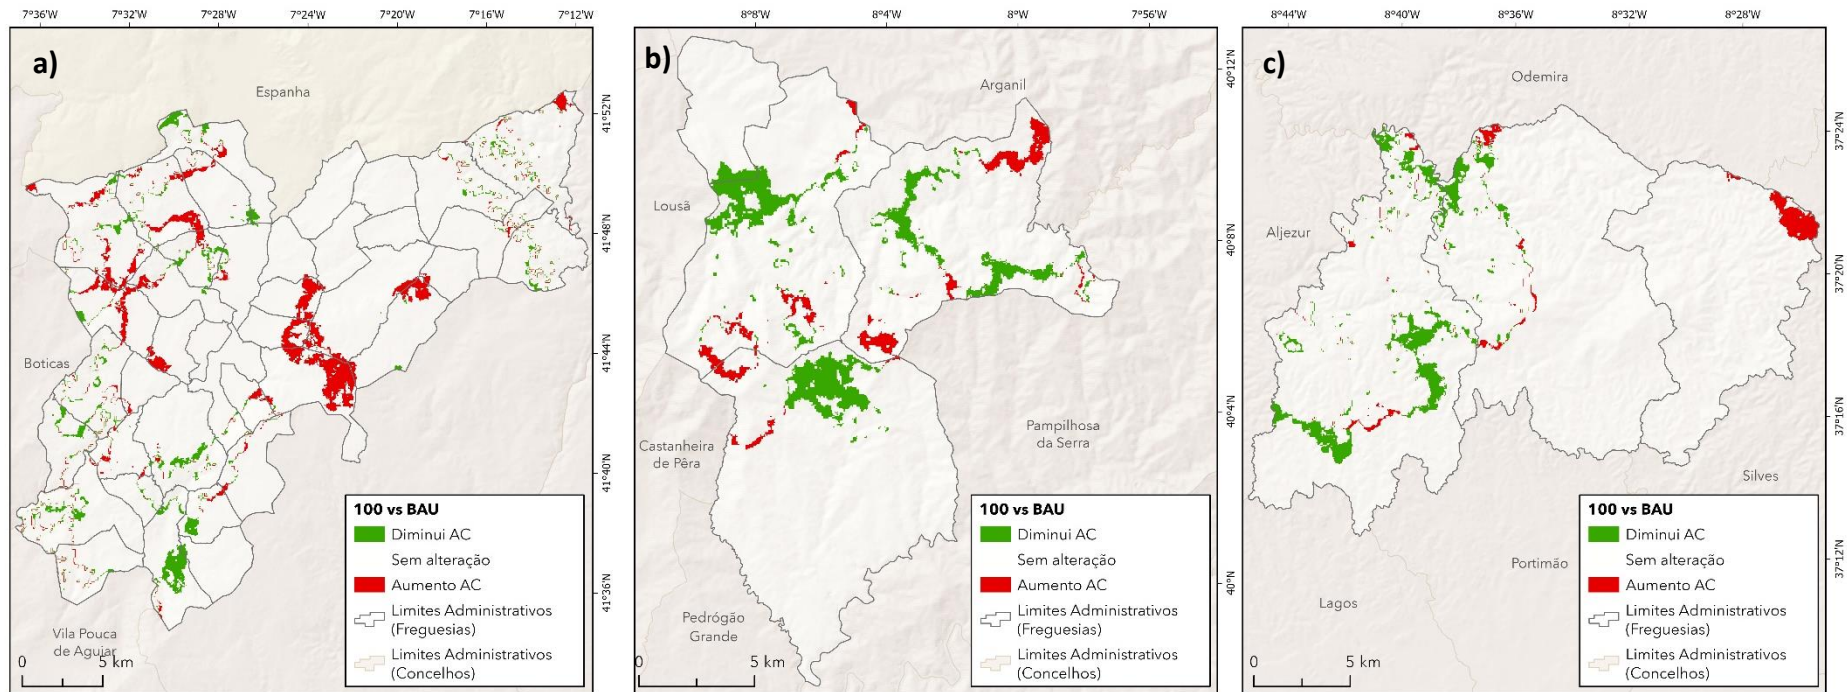 7°36'W 7°32'W 7°28'W 7°24'W 7°20'W 7°16'W 7°12'W
a)
Espanha
41°52'N
41°48'N
41°44'N
41°40'N
41°36'N
Boticas
Vila Pouca
de Aguiar
0 5 km
100 vs BAU
Diminui AC
Sem alteração
Aumento AC
Limites Administrativos
(Freguesias)
Limites Administrativos
(Concelhos)
8°8'W 8°4'W 8°W 7°56'W
b)
Arganil
40°12'N
40°8'N
40°4'N
40°N
Lousã
Castanheira
de Pêra
Pampilhosa
da Serra
Pedrógão
Grande
0 5 km
100 vs BAU
Diminui AC
Sem alteração
Aumento AC
Limites Administrativos
(Freguesias)
Limites Administrativos
(Concelhos)
8°44'W 8°40'W 8°36'W 8°32'W 8°28'W
c)
Odemira
37°24'N
37°20'N
37°16'N
37°12'N
Aljezur
Silves
Portimão
Lagos
0 5 km
100 vs BAU
Diminui AC
Sem alteração
Aumento AC
Limites Administrativos
(Freguesias)
Limites Administrativos
(Concelhos)